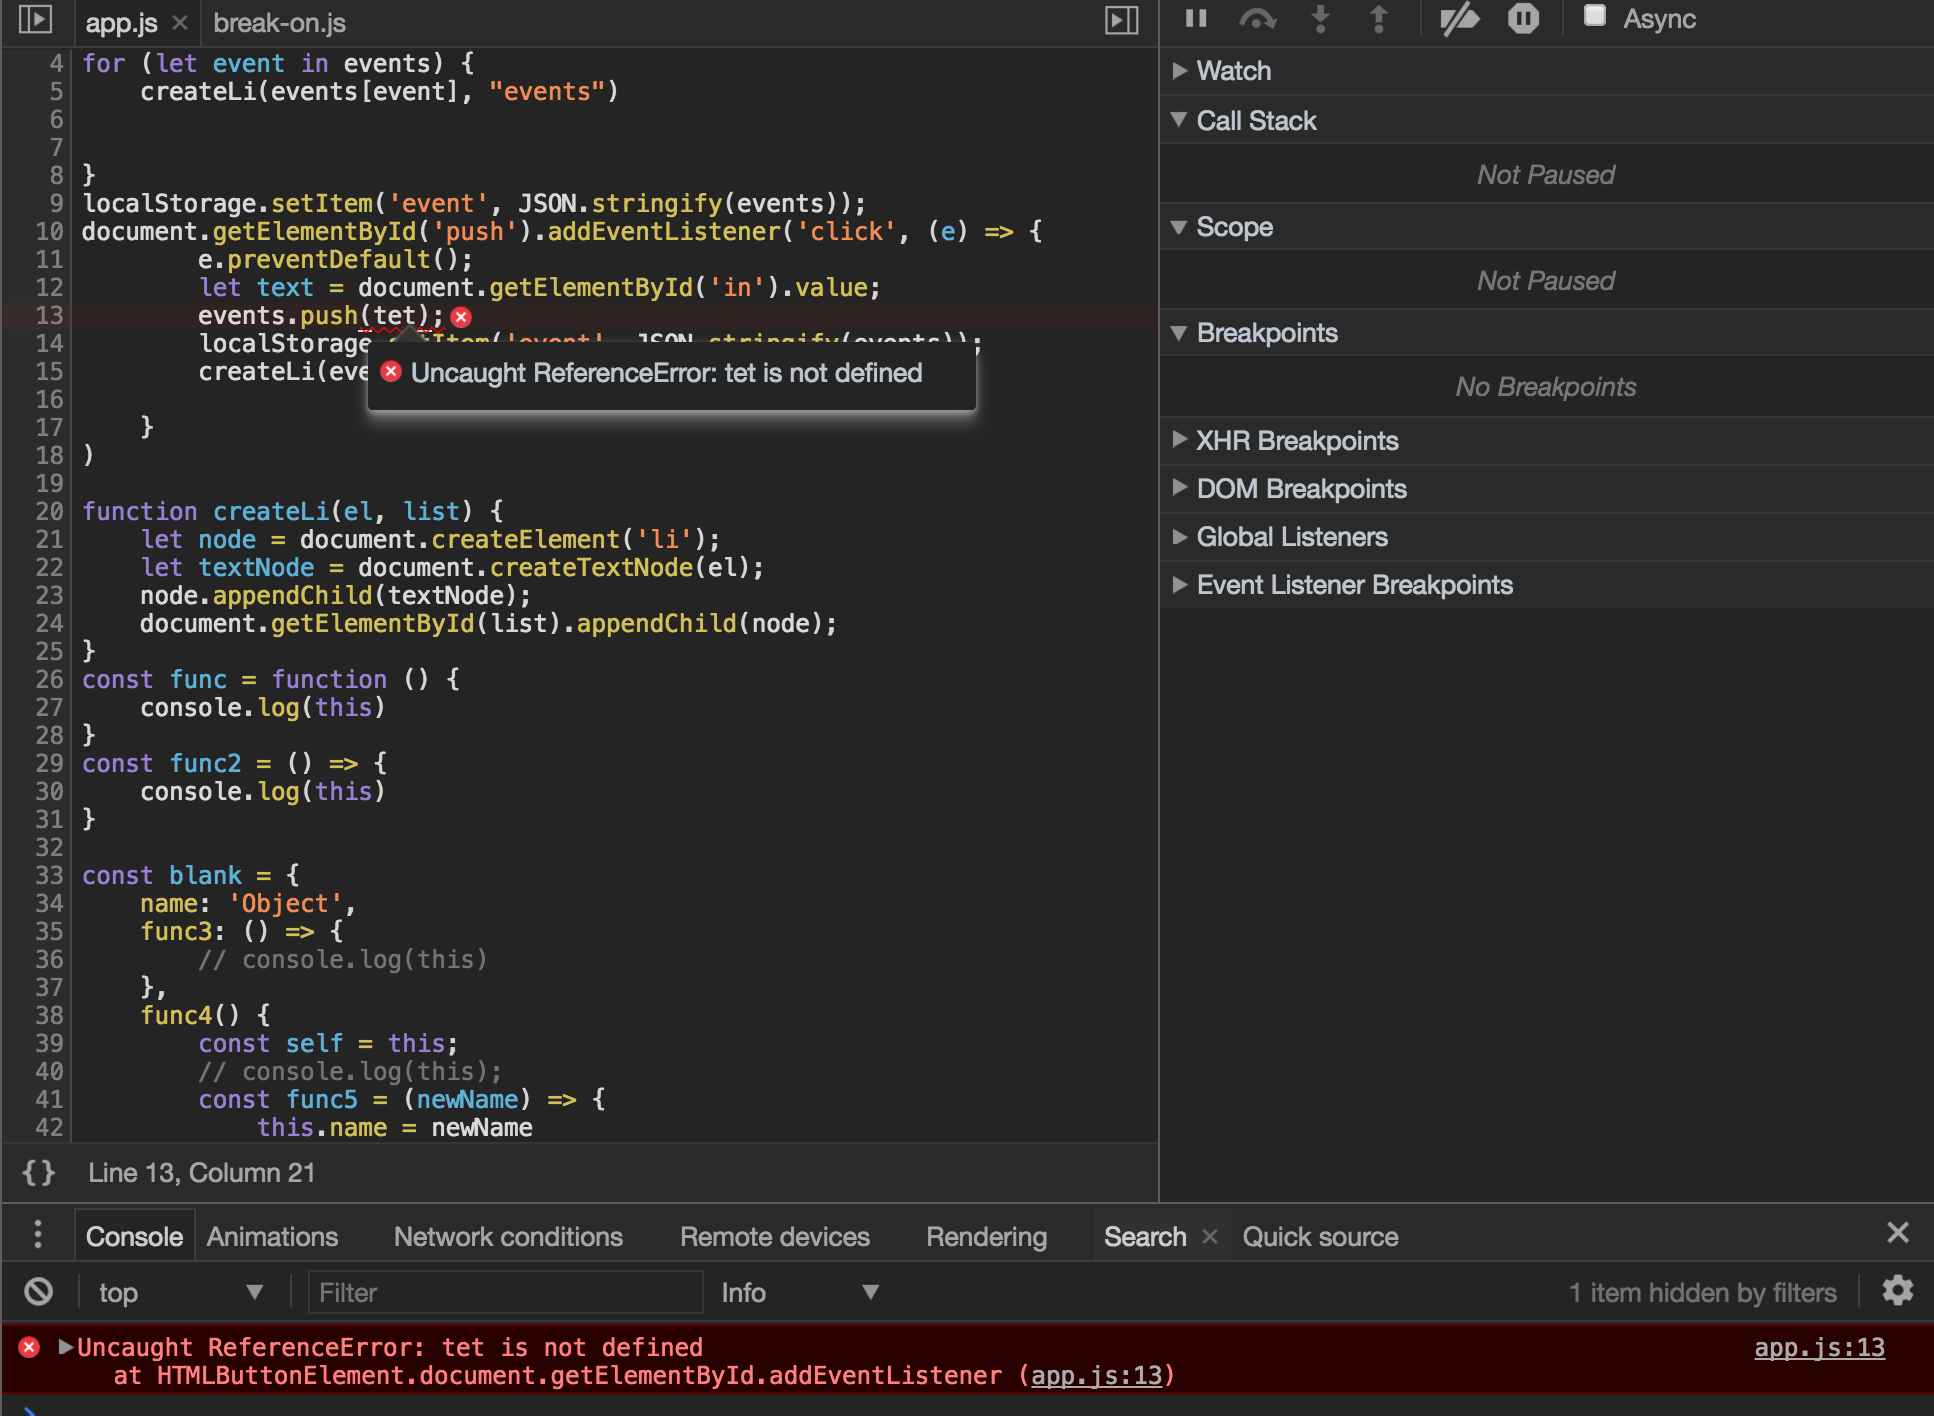 app.js × break-on.js
4 for (let event in events) {
5 createLi(events[event], "events")
6
7
8 }
9 localStorage.setItem('event', JSON.stringify(events));
10 document.getElementById('push').addEventListener('click', (e) => {
11 e.preventDefault();
12 let text = document.getElementById('in').value;
13 events.push(tet);
14 localStorage.setItem('event', JSON.stringify(events));
15 createLi(eve
Uncaught ReferenceError: tet is not defined
16
17 }
18 )
19
20 function createLi(el, list) {
21 let node = document.createElement('li');
22 let textNode = document.createTextNode(el);
23 node.appendChild(textNode);
24 document.getElementById(list).appendChild(node);
25 }
26 const func = function () {
27 console.log(this)
28 }
29 const func2 = () => {
30 console.log(this)
31 }
32
33 const blank = {
34 name: 'Object',
35 func3: () => {
36 // console.log(this)
37 },
38 func4() {
39 const self = this;
40 // console.log(this);
41 const func5 = (newName) => {
42 this.name = newName
{} Line 13, Column 21
Async
Watch
Call Stack
Not Paused
Scope
Not Paused
Breakpoints
No Breakpoints
XHR Breakpoints
DOM Breakpoints
Global Listeners
Event Listener Breakpoints
Console Animations Network conditions Remote devices Rendering Search × Quick source ×
top Filter Info 1 item hidden by filters
Uncaught ReferenceError: tet is not defined app.js:13
at HTMLButtonElement.document.getElementById.addEventListener (app.js:13)